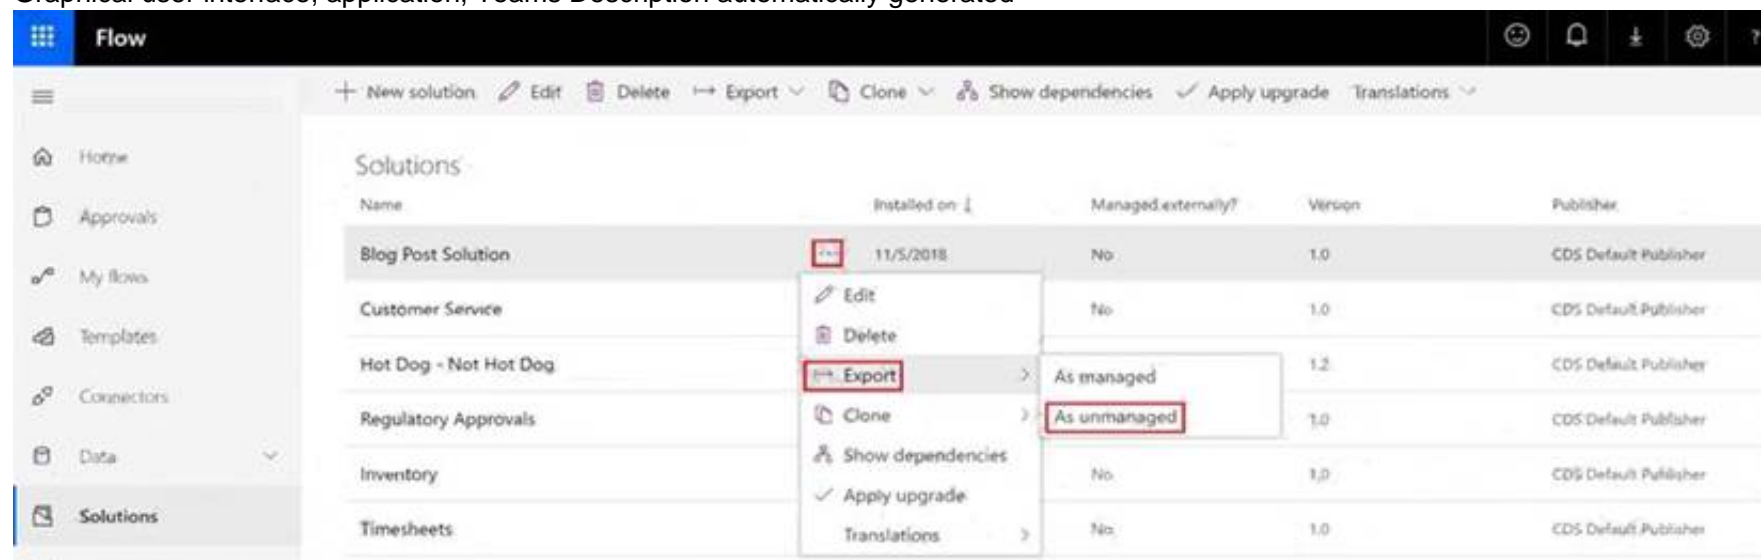 Graphical user interface, application, Teams Description automatically generated
Flow
?
New solution Edit Delete Export Clone Show dependencies Apply upgrade Translations
Home
Approvals
My flows
Templates
Connectors
Data
Solutions
Solutions
Name Installed on ↓ Managed externally? Version Publisher
Blog Post Solution ... 11/5/2018 No 1.0 CDS Default Publisher
Customer Service No 1.0 CDS Default Publisher
Hot Dog - Not Hot Dog 1.2 CDS Default Publisher
Regulatory Approvals 1.0 CDS Default Publisher
Inventory No 1.0 CDS Default Publisher
Timesheets No 1.0 CDS Default Publisher
Edit
Delete
Export
Clone
Show dependencies
Apply upgrade
Translations
As managed
As unmanaged